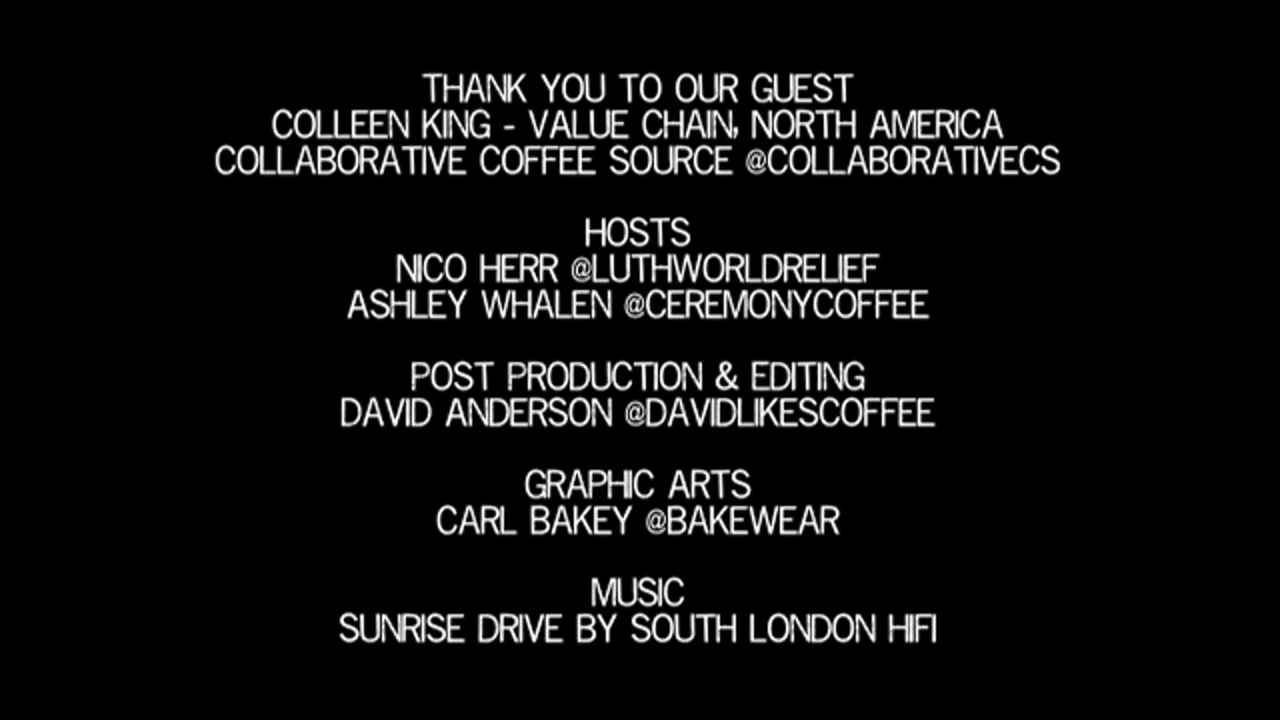 THANK YOU TO OUR GUEST
COLLEEN KING - VALUE CHAIN, NORTH AMERICA
COLLABORATIVE COFFEE SOURCE @COLLABORATIVECS
HOSTS
NICO HERR @LUTHWORLDRELIEF
ASHLEY WHALEN @CEREMONYCOFFEE
POST PRODUCTION & EDITING
DAVID ANDERSON @DAVIDLIKESCOFFEE
GRAPHIC ARTS
CARL BAKEY @BAKEWEAR
MUSIC
SUNRISE DRIVE BY SOUTH LONDON HIFI